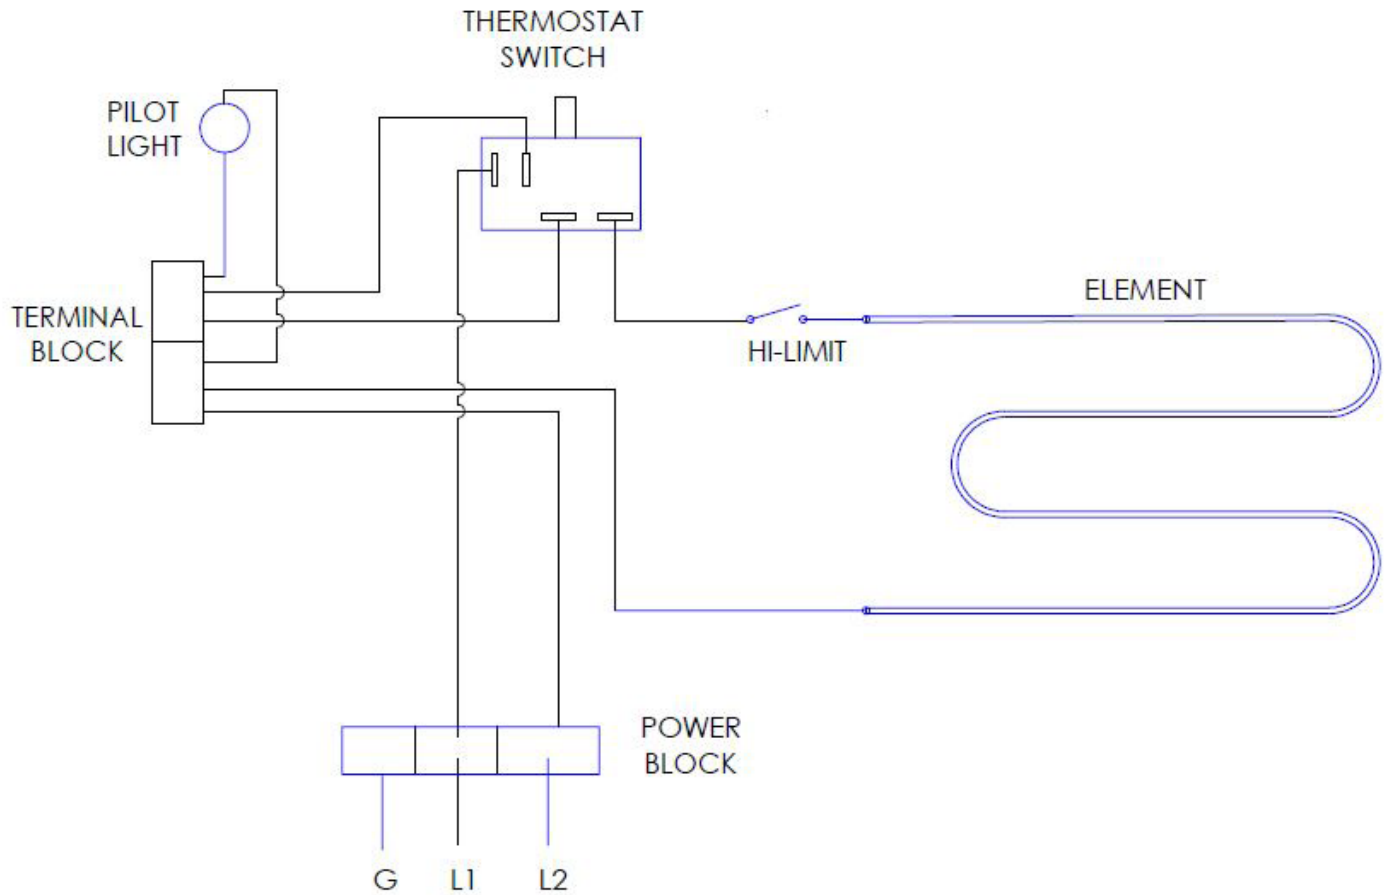 THERMOSTAT
SWITCH
PILOT
LIGHT
TERMINAL
BLOCK
ELEMENT
HI-LIMIT
POWER
BLOCK
G
L1
L2